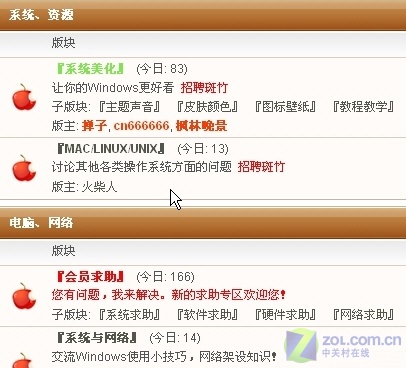 系统、资源
版块
『系统美化』 (今日: 83)
让你的Windows更好看 招聘斑竹
子版块: 『主题声音』 『皮肤颜色』 『图标壁纸』 『教程教学』
版主: 蝉子, cn666666, 枫林晚景
『MAC/LINUX/UNIX』 (今日: 13)
讨论其他各类操作系统方面的问题 招聘斑竹
版主: 火柴人
电脑、网络
版块
『会员求助』 (今日: 166)
您有问题，我来解决。新的求助专区欢迎您!
子版块: 『系统求助』 『软件求助』 『硬件求助』 『网络求助』
『系统与网络』 (今日: 14)
交流Windows使用小技巧，网络架设知识!
ZOL.com.cn
中关村在线